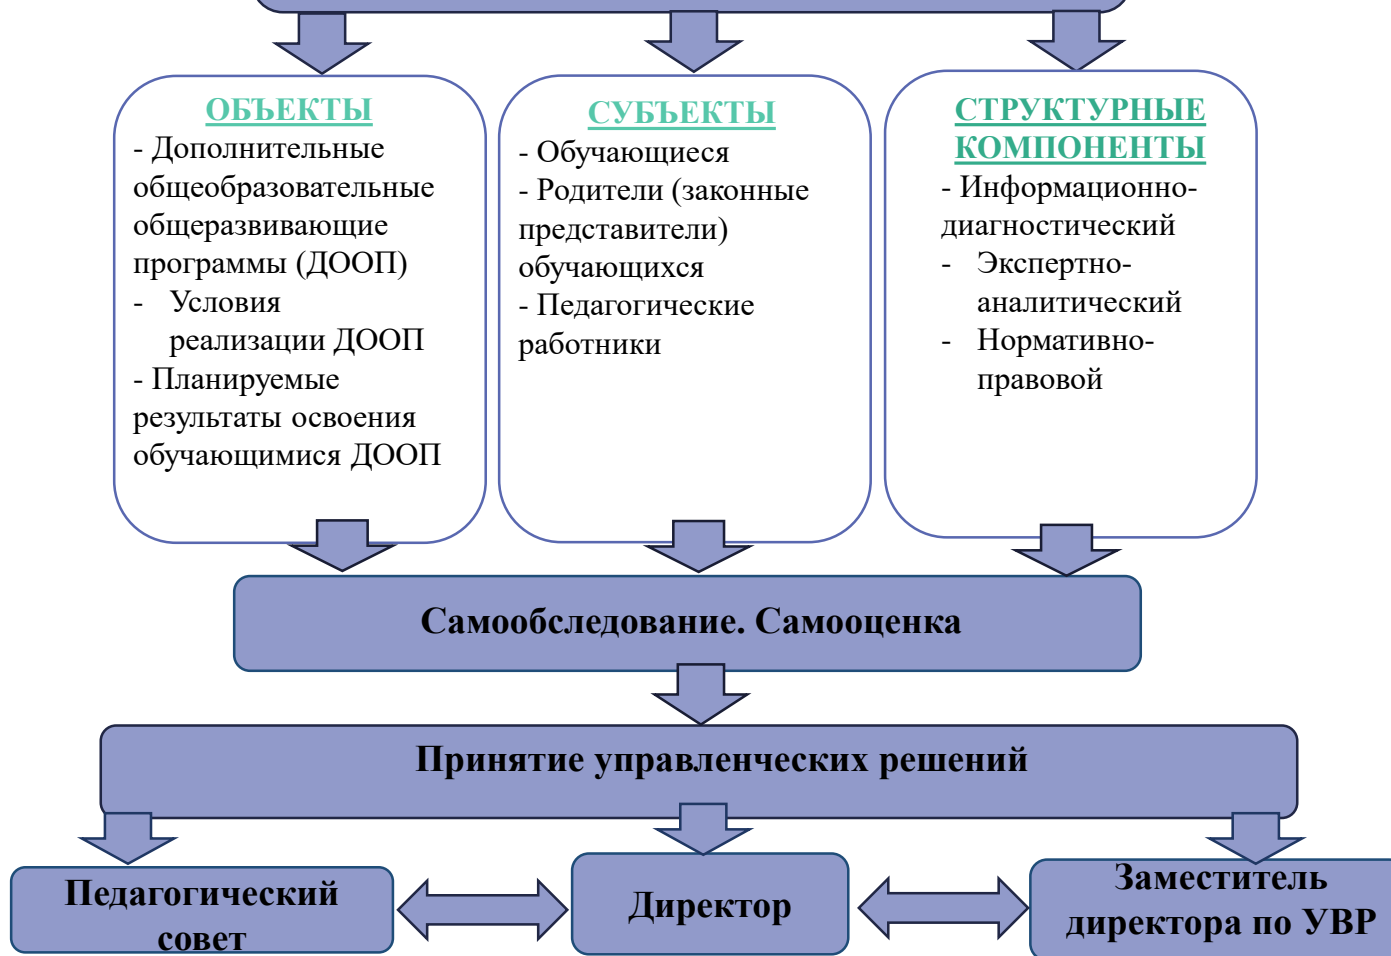 ОБЪЕКТЫ
- Дополнительные
общеобразовательные
общеразвивающие
программы (ДООП)
- Условия
реализации ДООП
- Планируемые
результаты освоения
обучающимися ДООП
СУБЪЕКТЫ
- Обучающиеся
- Родители (законные
представители)
обучающихся
- Педагогические
работники
СТРУКТУРНЫЕ
КОМПОНЕНТЫ
- Информационно-
диагностический
- Экспертно-
аналитический
- Нормативно-
правовой
Самообследование. Самооценка
Принятие управленческих решений
Педагогический
совет
Директор
Заместитель
директора по УВР